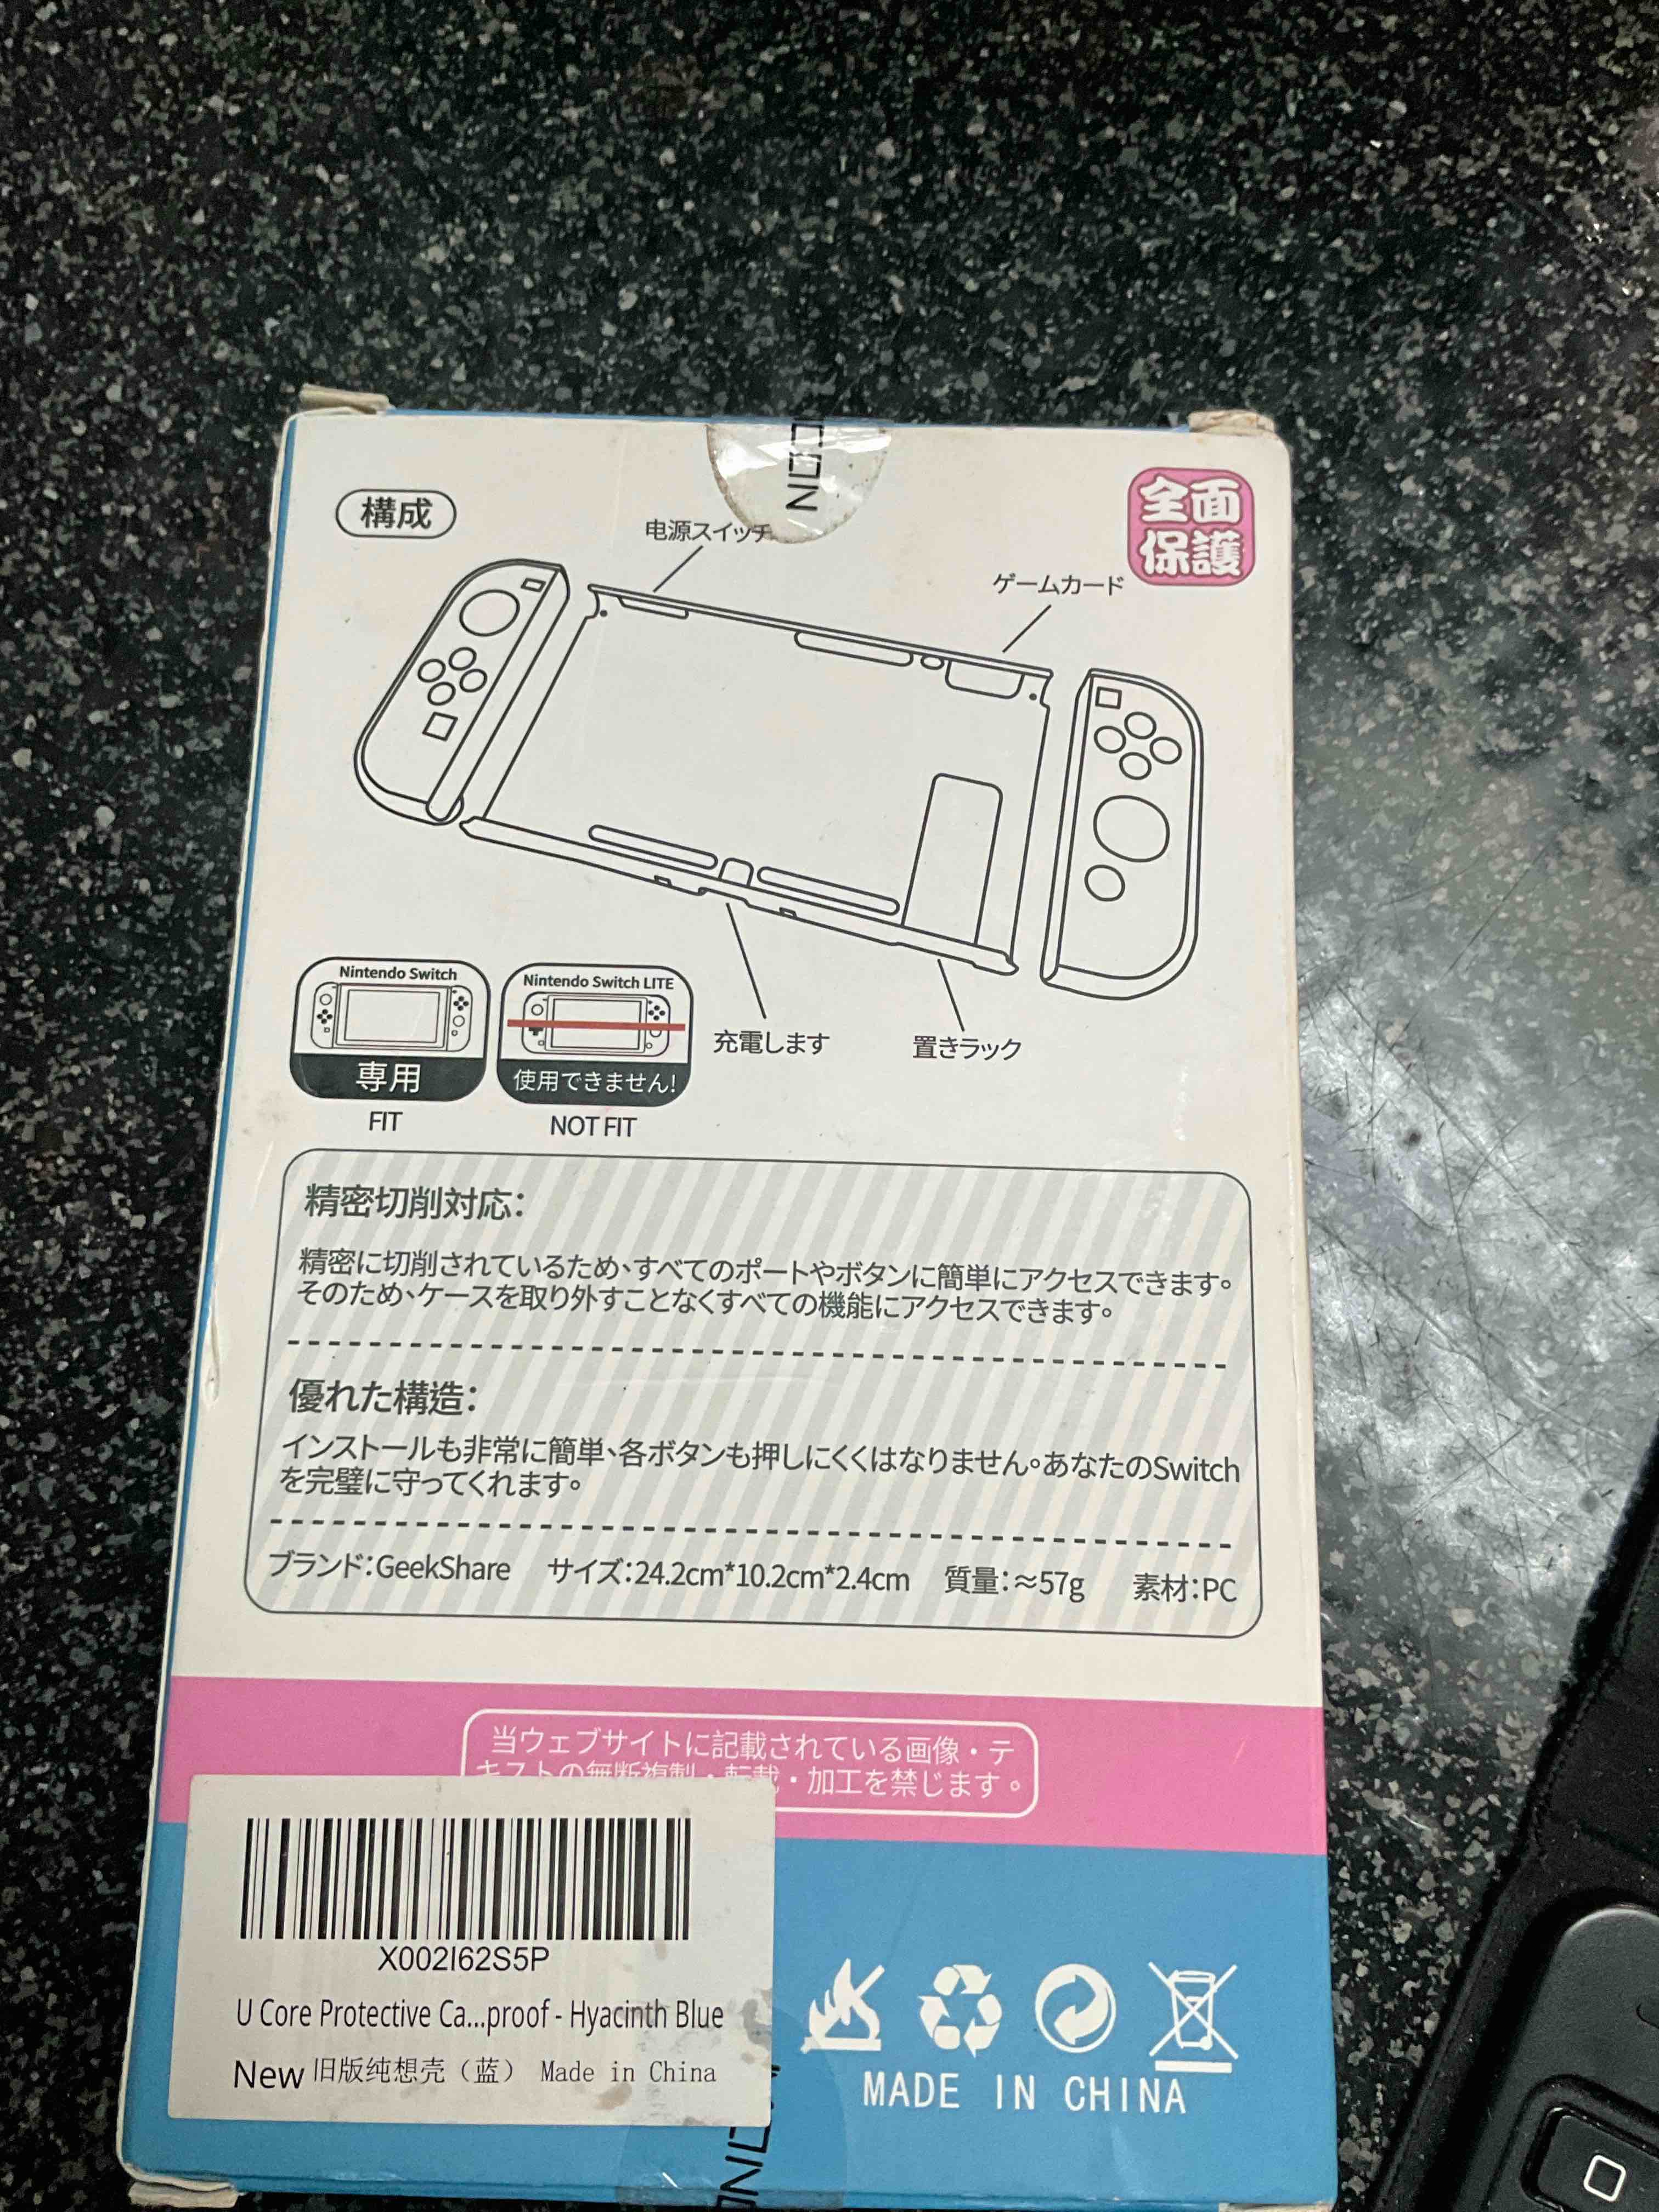 構成
全面
保護
电源スイッチ
ゲームカード
Nintendo Switch
専用
FIT
Nintendo Switch LITE
使用できません!
NOT FIT
充電します
置きラック
精密切削対応：
精密に切削されているため、すべてのポートやボタンに簡単にアクセスできます。
そのため、ケースを取り外すことなくすべての機能にアクセスできます。
優れた構造：
インストールも非常に簡単、各ボタンも押しにくくはなりません。あなたのSwitch
を完璧に守ってくれます。
ブランド：GeekShare サイズ：24.2cm*10.2cm*2.4cm 質量：≈57g 素材：PC
当ウェブサイトに記載されている画像・テ
キストの無断複製・転載・加工を禁じます。
X002I62S5P
U Core Protective Ca...proof - Hyacinth Blue
New 旧版纯想壳（蓝） Made in China
MADE IN CHINA